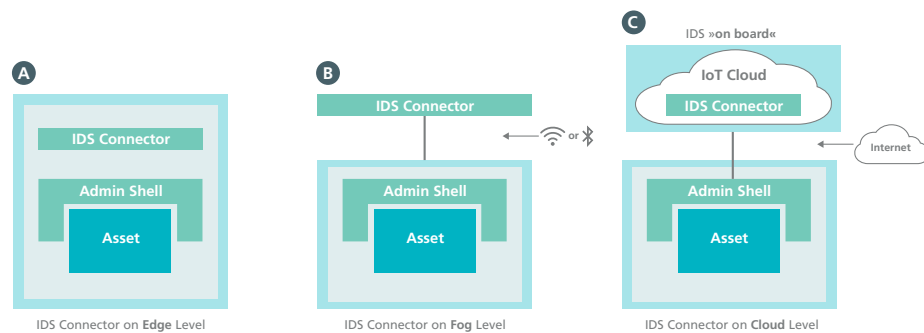 A
IDS Connector
Admin Shell
Asset
IDS Connector on Edge Level
B
IDS Connector
or
Admin Shell
Asset
IDS Connector on Fog Level
C
IDS »on board«
IoT Cloud
IDS Connector
Internet
Admin Shell
Asset
IDS Connector on Cloud Level